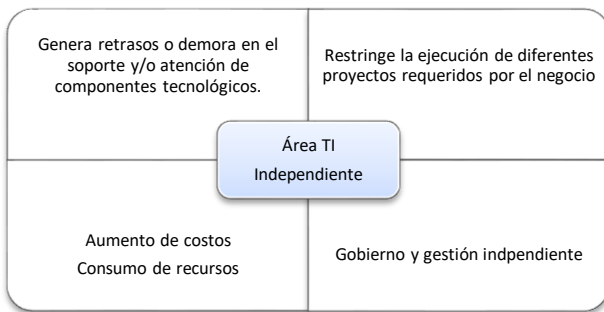 Genera retrasos o demora en el
soporte y/o atención de
componentes tecnológicos.
Restringe la ejecución de diferentes
proyectos requeridos por el negocio
Área TI
Independiente
Aumento de costos
Consumo de recursos
Gobierno y gestión indpendiente